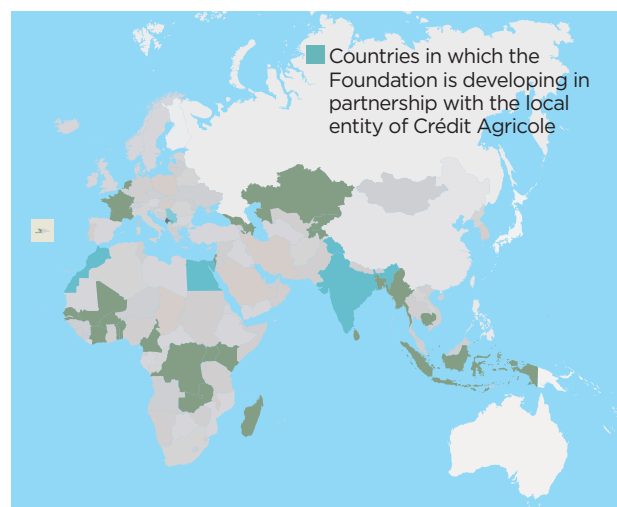 Countries in which the
Foundation is developing in
partnership with the local
entity of Crédit Agricole